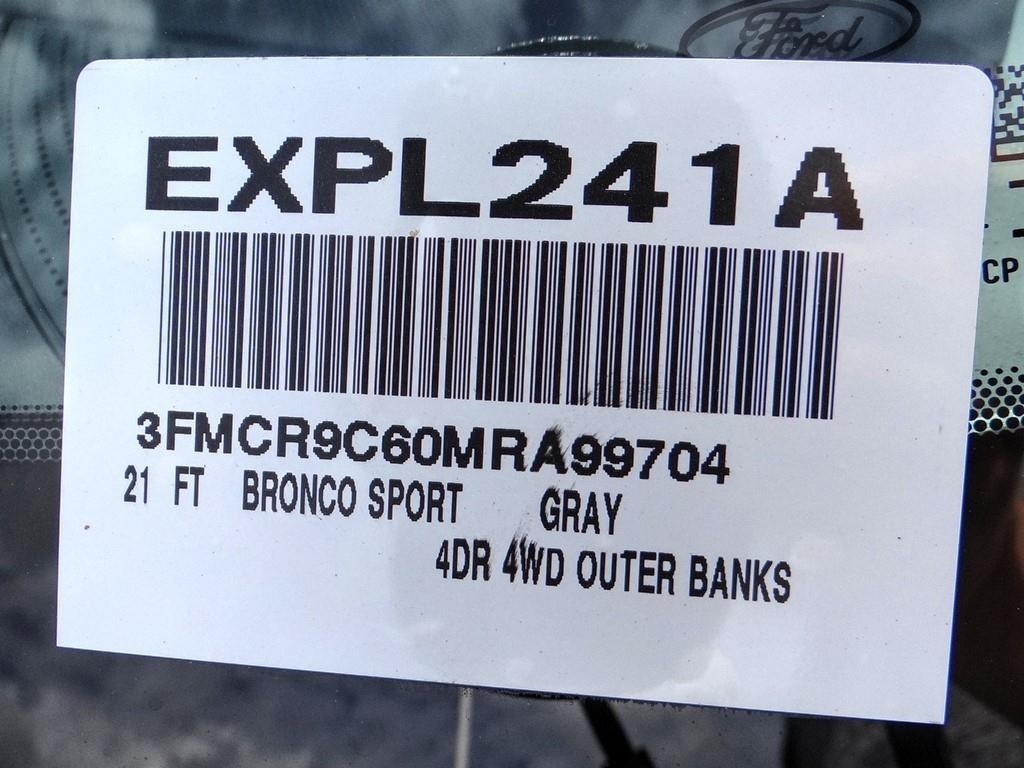 Ford
EXPL241A
CP
3FMCR9C60MRA99704
21 FT BRONCO SPORT GRAY
4DR 4WD OUTER BANKS